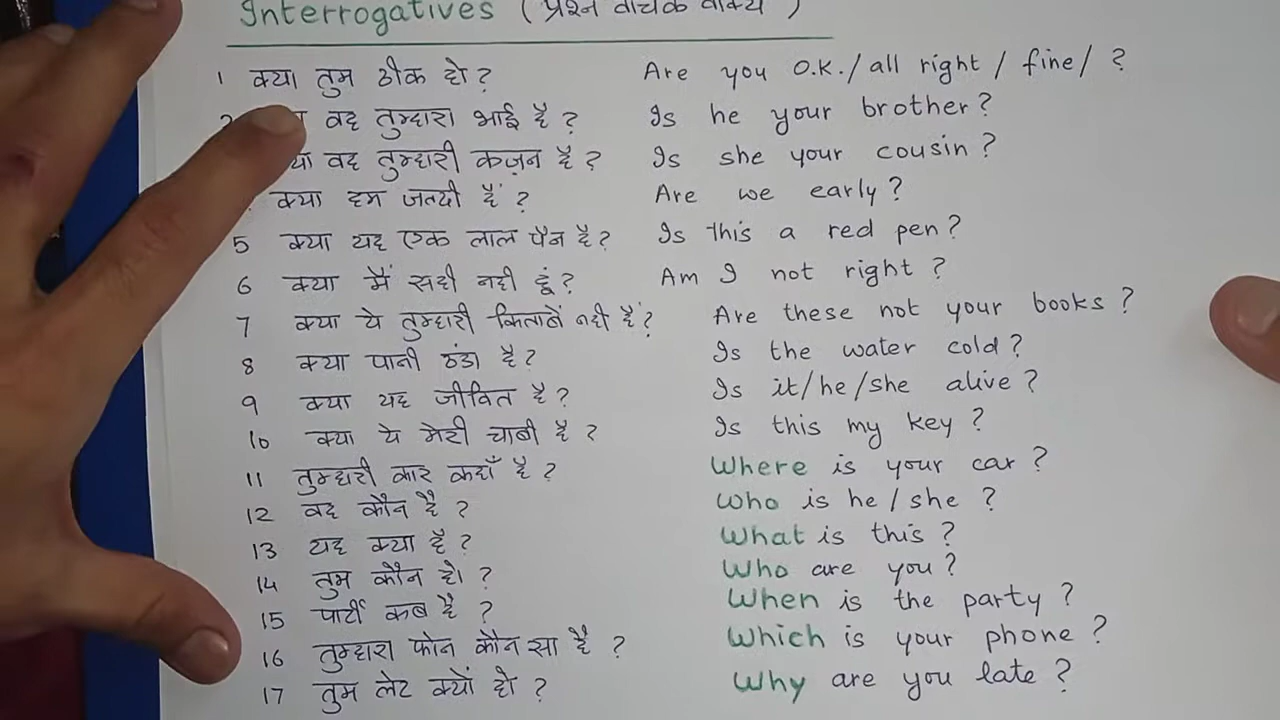 Interrogatives ( प्रश्न वाचक वाक्य )
1 क्या तुम ठीक हो ? Are you O.K./ all right / fine/ ?
वह तुम्हारा भाई है ? Is he your brother ?
वह तुम्हारी कज़न है ? Is she your cousin ?
क्या हम जल्दी हैं ? Are we early ?
5 क्या यह एक लाल पैन है ? Is this a red pen ?
6 क्या मैं सही नही हूं ? Am I not right ?
7 क्या ये तुम्हारी किताबें नही हैं ? Are these not your books ?
8 क्या पानी ठंडा है ? Is the water cold ?
9 क्या यह जीवित है ? Is it/he/she alive ?
10 क्या ये मेरी चाबी है ? Is this my key ?
11 तुम्हारी कार कहाँ है ? Where is your car ?
12 वह कौन है ? Who is he / she ?
13 यह क्या है ? What is this ?
14 तुम कौन हो ? Who are you ?
15 पार्टी कब है ? When is the party ?
16 तुम्हारा फोन कौन सा है ? Which is your phone ?
17 तुम लेट क्यों हो ? Why are you late ?